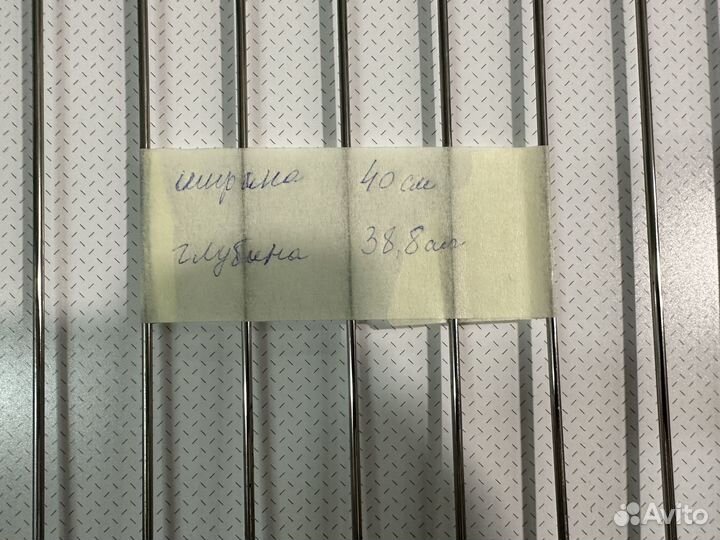 ширина 40 см
глубина 38,8 см
Avito